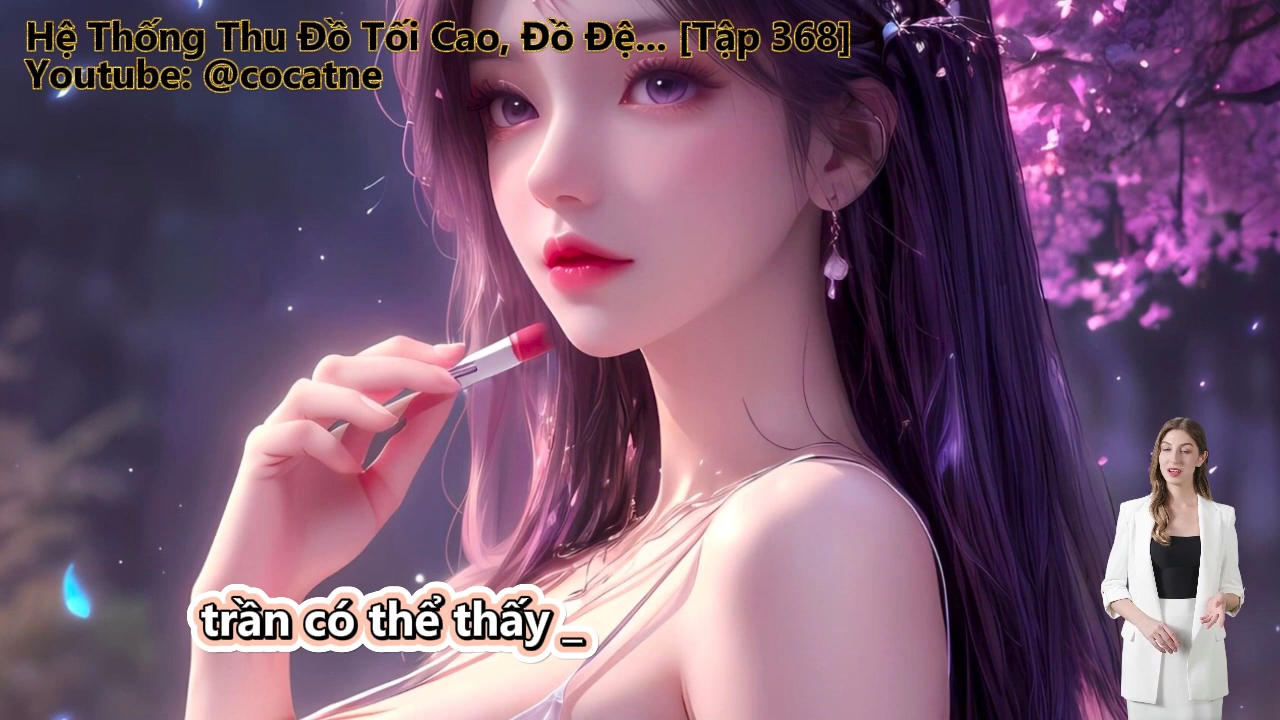 Hệ Thống Thu Đồ Tối Cao, Đồ Đệ... [Tập 368]
Youtube: @cocatne
trần có thể thấy _